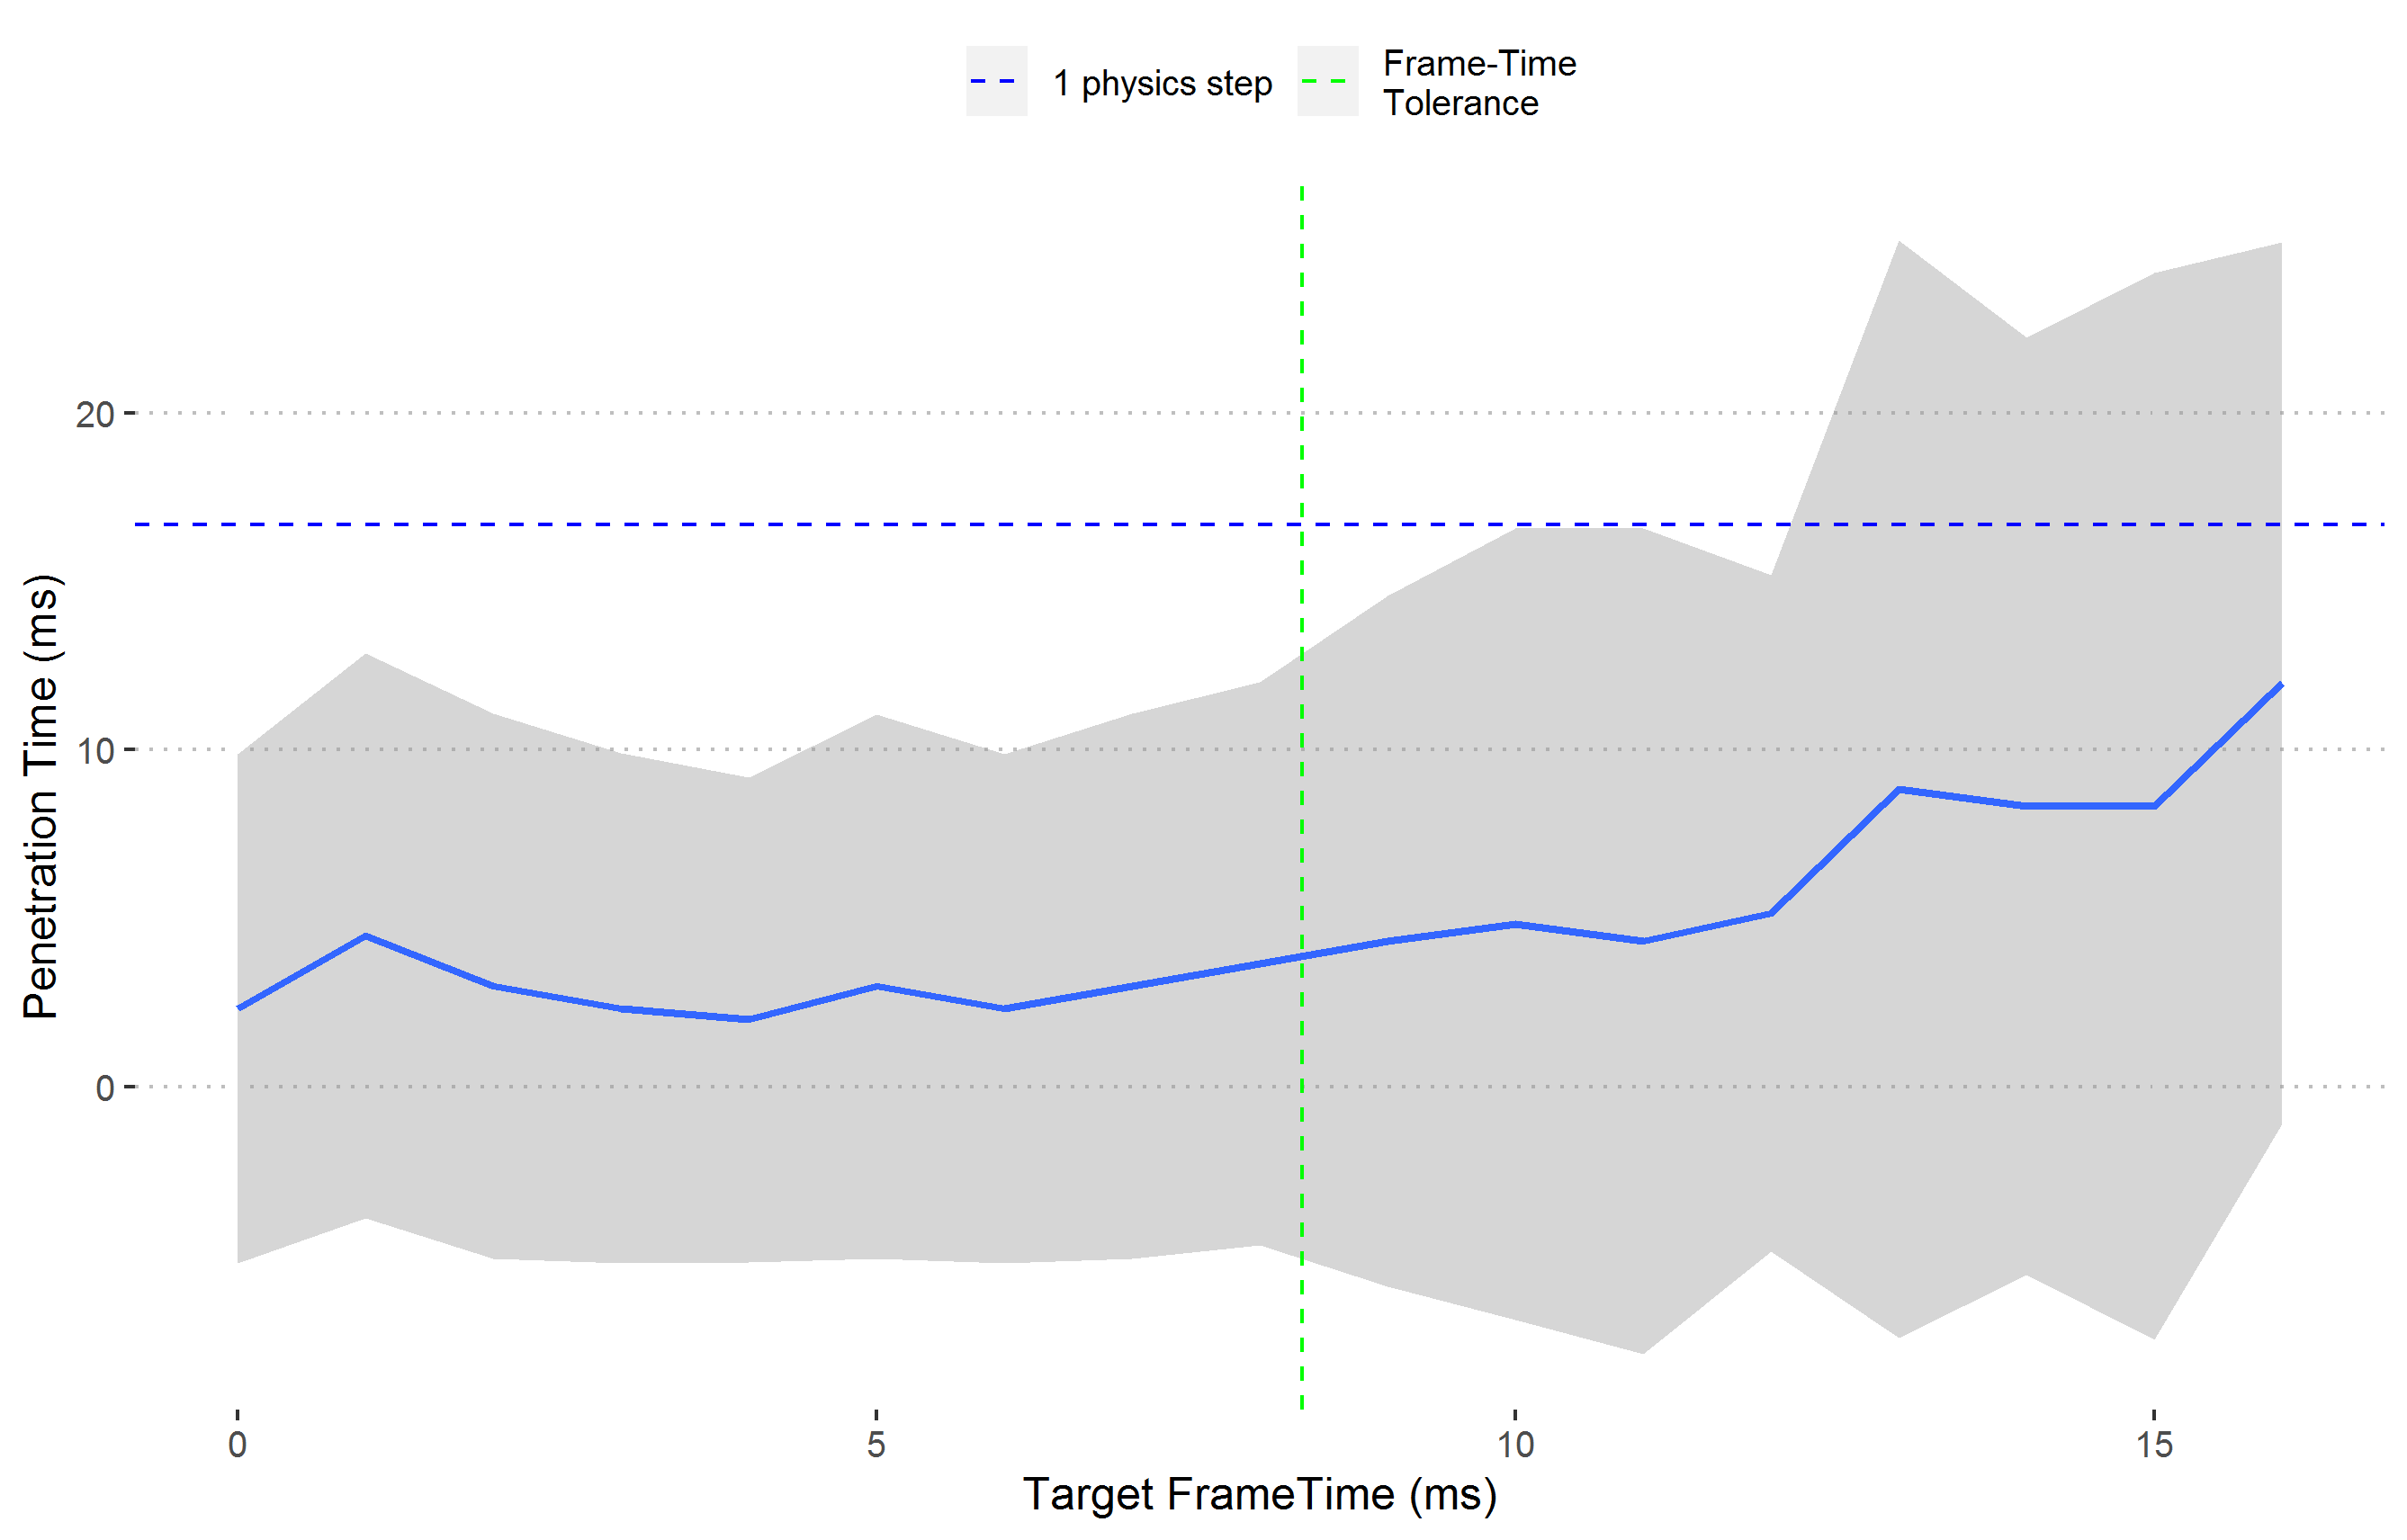 1 physics step
Frame-Time
Tolerance
20
10
0
Penetration Time (ms)
0 5 10 15
Target FrameTime (ms)